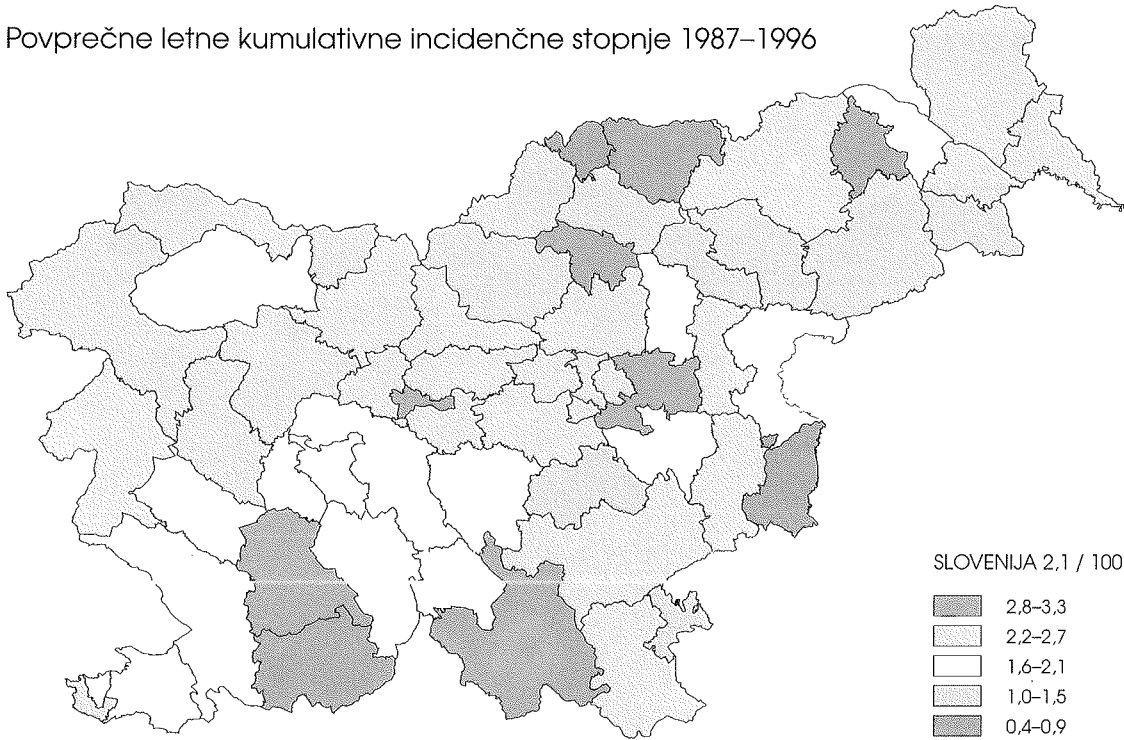 Povprečne letne kumulativne incidenčne stopnje 1987–1996
SLOVENIJA 2,1 / 100
2,8–3,3
2,2–2,7
1,6–2,1
1,0–1,5
0,4–0,9